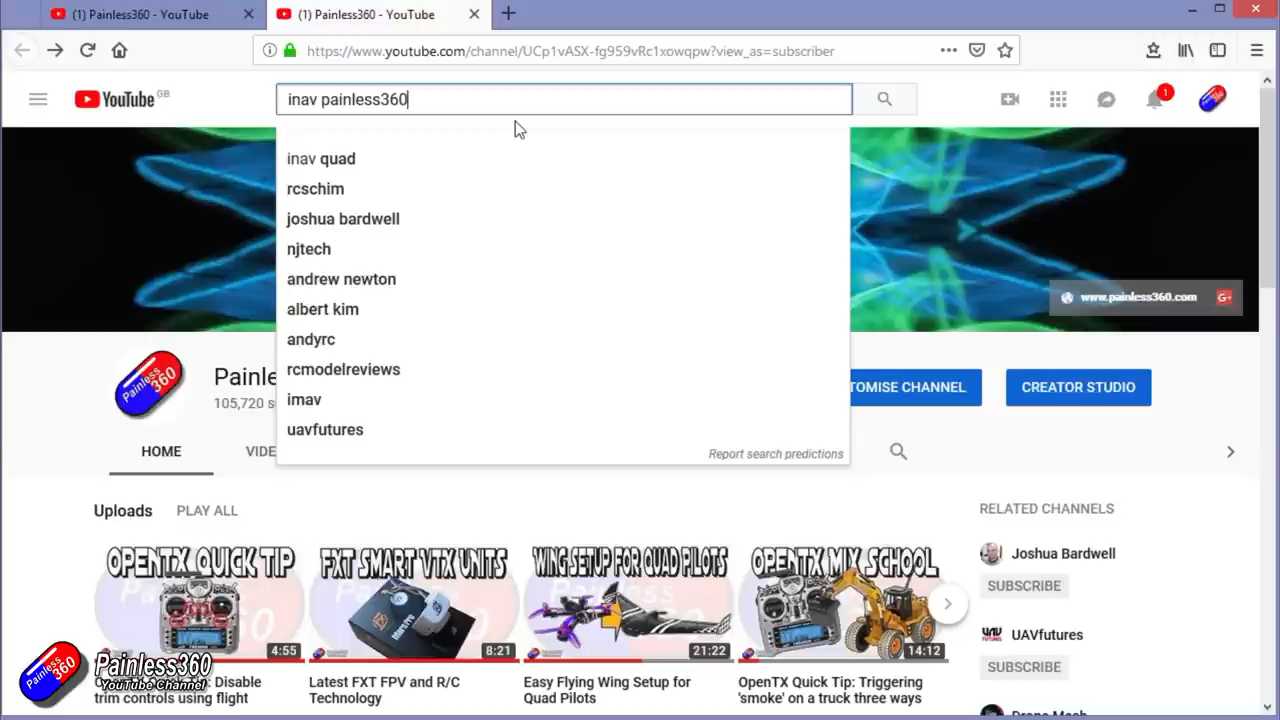 (1) Painless360 - YouTube
(1) Painless360 - YouTube
https://www.youtube.com/channel/UCp1vASX-fg959vRc1xowqpw?view_as=subscriber
YouTube GB
inav painless360
1
inav quad
rcschim
joshua bardwell
njtech
andrew newton
albert kim
andyrc
rcmodelreviews
imav
uavfutures
Report search predictions
www.painless360.com
G+
Painless 360
Painle
105,720 s
TOMISE CHANNEL
CREATOR STUDIO
HOME
VIDE
Uploads
PLAY ALL
RELATED CHANNELS
OPENTX QUICK TIP
4:55
FXT SMART VTX UNITS
8:21
WING SETUP FOR QUAD PILOTS
21:22
OPENTX MIX SCHOOL
14:12
Joshua Bardwell
SUBSCRIBE
UAVfutures
SUBSCRIBE
: Disable
trim controls using flight
Latest FXT FPV and R/C
Technology
Easy Flying Wing Setup for
Quad Pilots
OpenTX Quick Tip: Triggering
'smoke' on a truck three ways
Painless 360
Painless360
YouTube Channel